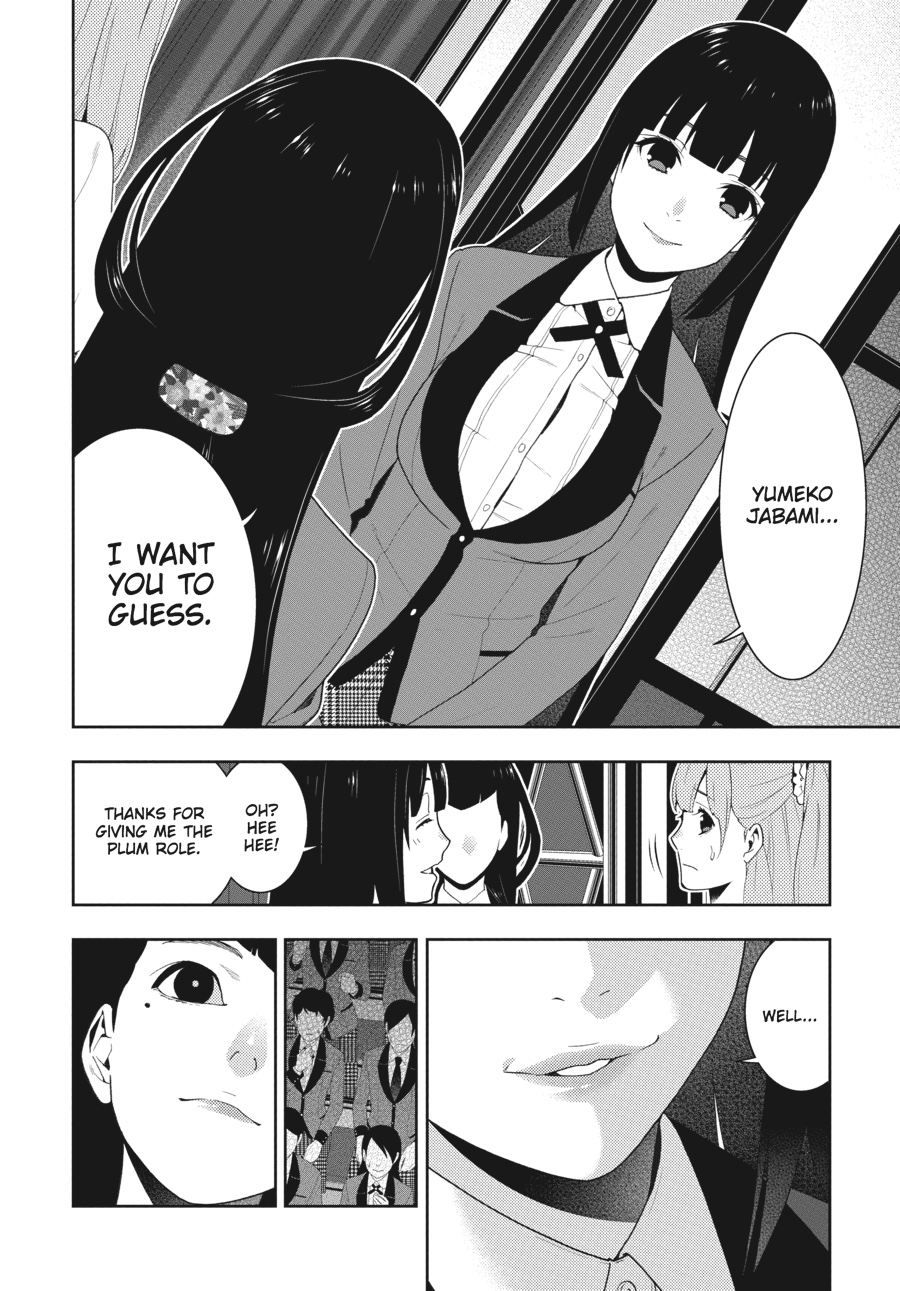 YUMEKO
JABAMI...
I WANT
YOU TO
GUESS.
OH?
HEE
HEE!
THANKS FOR
GIVING ME THE
PLUM ROLE.
WELL...